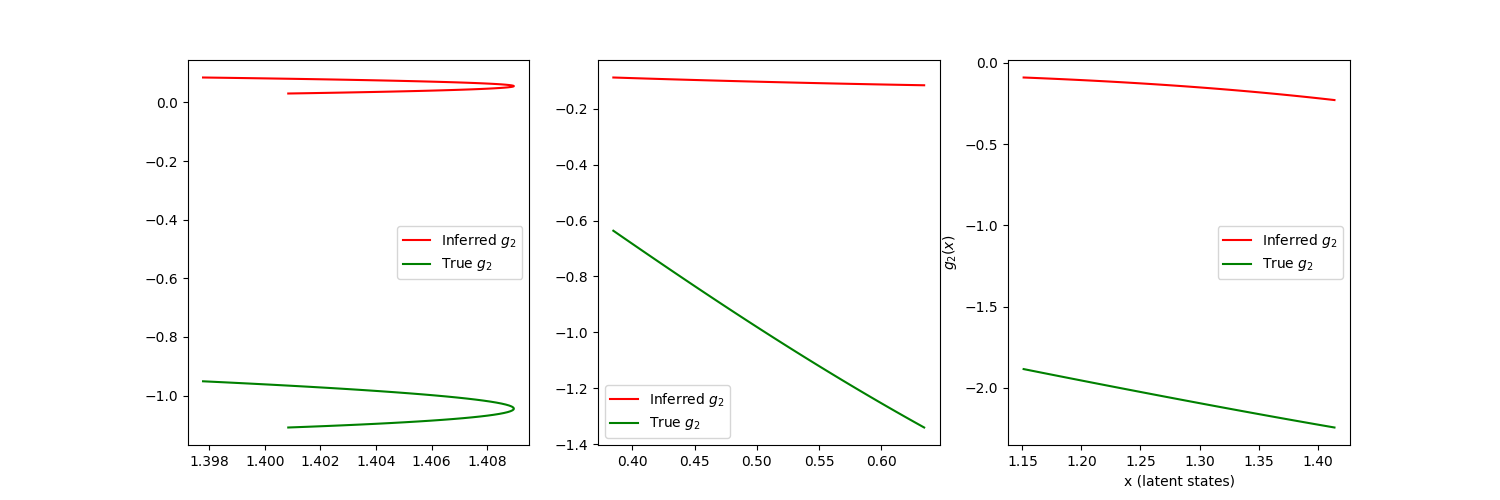 0.0
−0.2
−0.4
−0.6
−0.8
−1.0
Inferred g₂
True g₂
1.398 1.400 1.402 1.404 1.406 1.408
−0.2
−0.4
−0.6
−0.8
−1.0
−1.2
−1.4
Inferred g₂
True g₂
0.40 0.45 0.50 0.55 0.60
g₂(x)
0.0
−0.5
−1.0
−1.5
−2.0
Inferred g₂
True g₂
1.15 1.20 1.25 1.30 1.35 1.40
x (latent states)